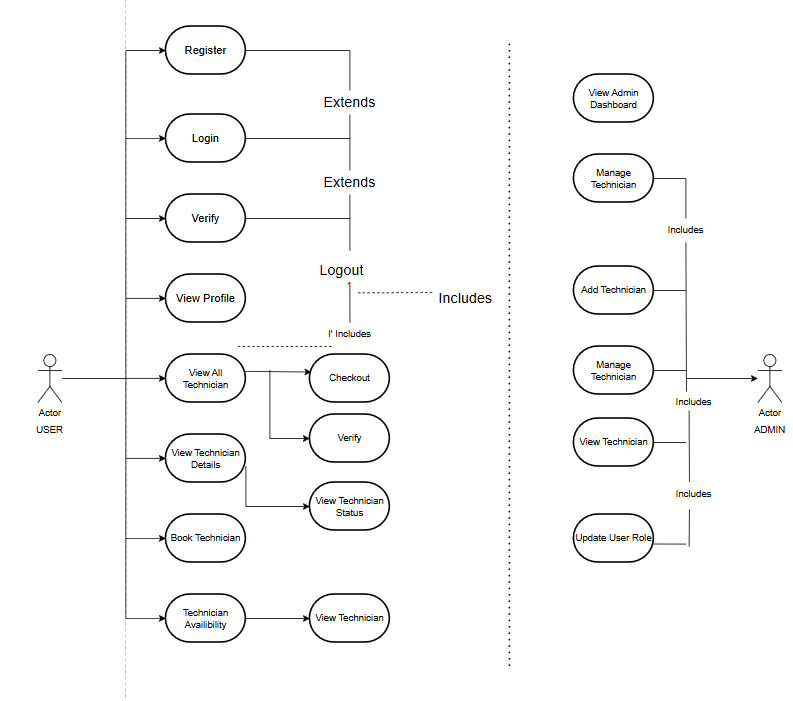 Register
Extends
Login
Extends
Verify
Logout
View Profile
Includes
I' Includes
View All
Technician
Checkout
Actor
USER
Verify
View Technician
Details
View Technician
Status
Book Technician
Technician
Availibility
View Technician
View Admin
Dashboard
Manage
Technician
Includes
Add Technician
Manage
Technician
Includes
Actor
ADMIN
View Technician
Includes
Update User Role